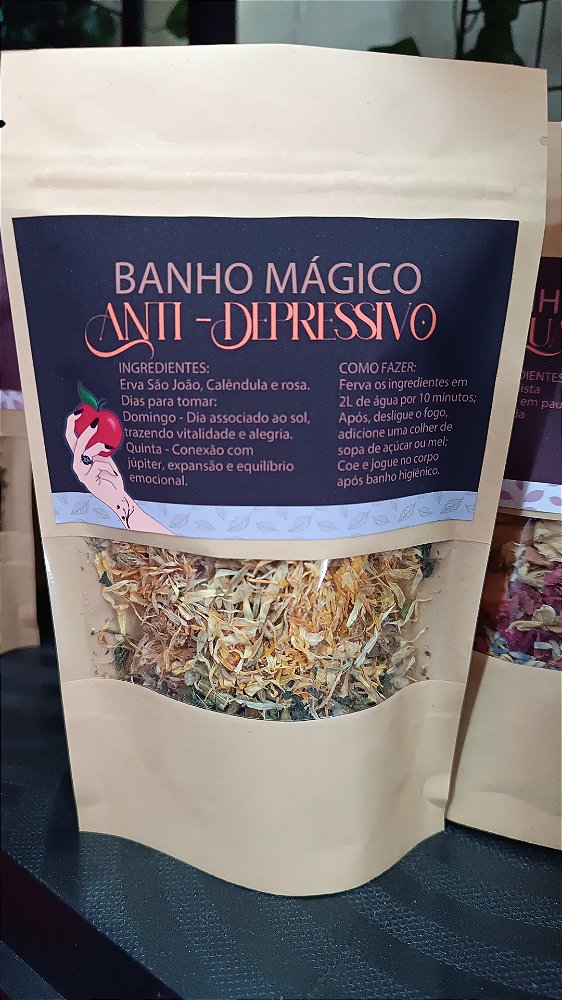 BANHO MÁGICO
ANTI-DEPRESSIVO
INGREDIENTES:
Erva São João, Calêndula e rosa.
Dias para tomar:
Domingo - Dia associado ao sol,
trazendo vitalidade e alegria.
Quinta - Conexão com
júpiter, expansão e equilíbrio
emocional.
COMO FAZER:
Ferva os ingredientes em
2L de água por 10 minutos;
Após, desligue o fogo,
adicione uma colher de
sopa de açúcar ou mel;
Coe e jogue no corpo
após banho higiênico.